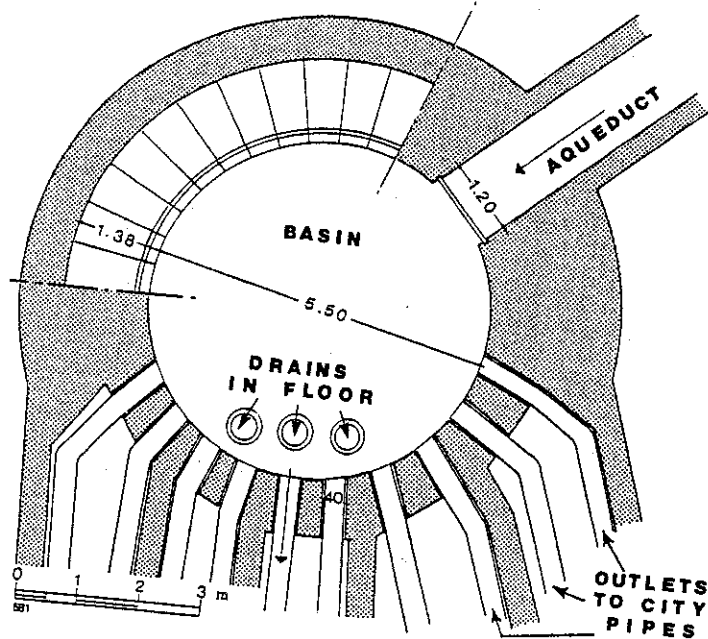 AQUEDUCT
1.20
BASIN
1.38
5.50
DRAINS
IN FLOOR
40
0 1 2 3 m
581
OUTLETS
TO CITY
PIPES